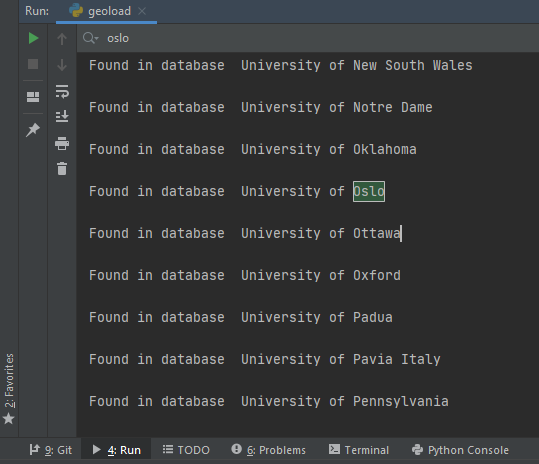 Run: geoload
oslo
Found in database University of New South Wales
Found in database University of Notre Dame
Found in database University of Oklahoma
Found in database University of Oslo
Found in database University of Ottawa
Found in database University of Oxford
Found in database University of Padua
Found in database University of Pavia Italy
Found in database University of Pennsylvania
2: Favorites
9: Git 4: Run TODO 6: Problems Terminal Python Console